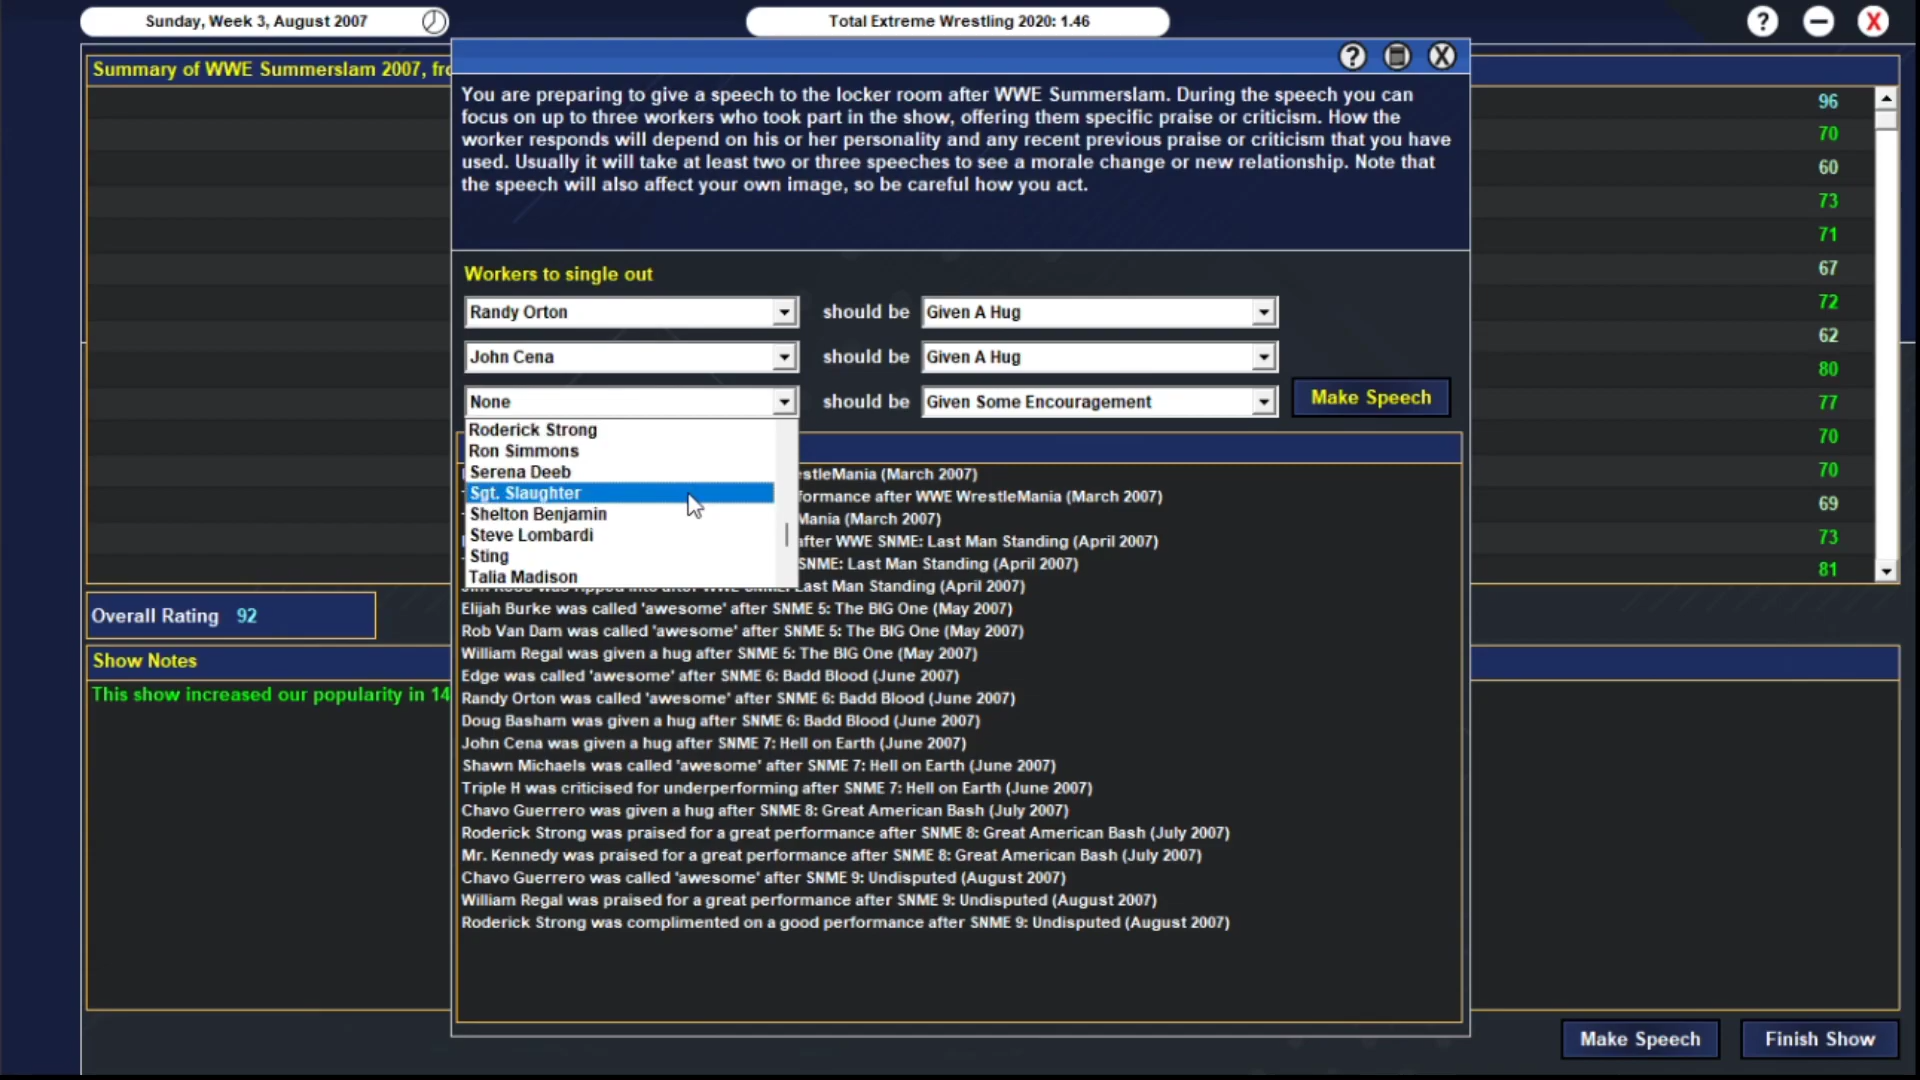 Sunday, Week 3, August 2007
Total Extreme Wrestling 2020: 1.46
? X
Summary of WWE Summerslam 2007, fro
? X
You are preparing to give a speech to the locker room after WWE Summerslam. During the speech you can
focus on up to three workers who took part in the show, offering them specific praise or criticism. How the
worker responds will depend on his or her personality and any recent previous praise or criticism that you have
used. Usually it will take at least two or three speeches to see a morale change or new relationship. Note that
the speech will also affect your own image, so be careful how you act.
96
70
60
73
71
67
72
62
80
77
70
70
69
73
81
Workers to single out
Randy Orton should be Given A Hug
John Cena should be Given A Hug
None should be Given Some Encouragement
Make Speech
Roderick Strong
Ron Simmons
Serena Deeb
Sgt. Slaughter
Shelton Benjamin
Steve Lombardi
Sting
Talia Madison
stleMania (March 2007)
formance after WWE WrestleMania (March 2007)
Mania (March 2007)
after WWE SNME: Last Man Standing (April 2007)
SNME: Last Man Standing (April 2007)
Last Man Standing (April 2007)
Elijah Burke was called 'awesome' after SNME 5: The BIG One (May 2007)
Rob Van Dam was called 'awesome' after SNME 5: The BIG One (May 2007)
William Regal was given a hug after SNME 5: The BIG One (May 2007)
Edge was called 'awesome' after SNME 6: Badd Blood (June 2007)
Randy Orton was called 'awesome' after SNME 6: Badd Blood (June 2007)
Doug Basham was given a hug after SNME 6: Badd Blood (June 2007)
John Cena was given a hug after SNME 7: Hell on Earth (June 2007)
Shawn Michaels was called 'awesome' after SNME 7: Hell on Earth (June 2007)
Triple H was criticised for underperforming after SNME 7: Hell on Earth (June 2007)
Chavo Guerrero was given a hug after SNME 8: Great American Bash (July 2007)
Roderick Strong was praised for a great performance after SNME 8: Great American Bash (July 2007)
Mr. Kennedy was praised for a great performance after SNME 8: Great American Bash (July 2007)
Chavo Guerrero was called 'awesome' after SNME 9: Undisputed (August 2007)
William Regal was praised for a great performance after SNME 9: Undisputed (August 2007)
Roderick Strong was complimented on a good performance after SNME 9: Undisputed (August 2007)
Overall Rating 92
Show Notes
This show increased our popularity in 14
Make Speech
Finish Show